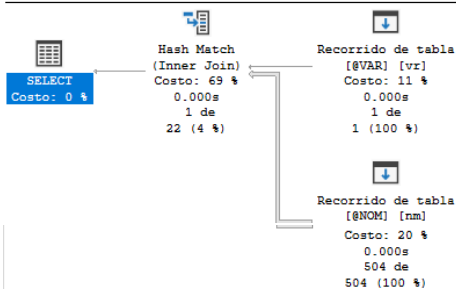 SELECT
Costo: 0 %
Hash Match
(Inner Join)
Costo: 69 %
0.000s
1 de
22 (4 %)
Recorrido de tabla
[@VAR] [vr]
Costo: 11 %
0.000s
1 de
1 (100 %)
Recorrido de tabla
[@NOM] [nm]
Costo: 20 %
0.000s
504 de
504 (100 %)